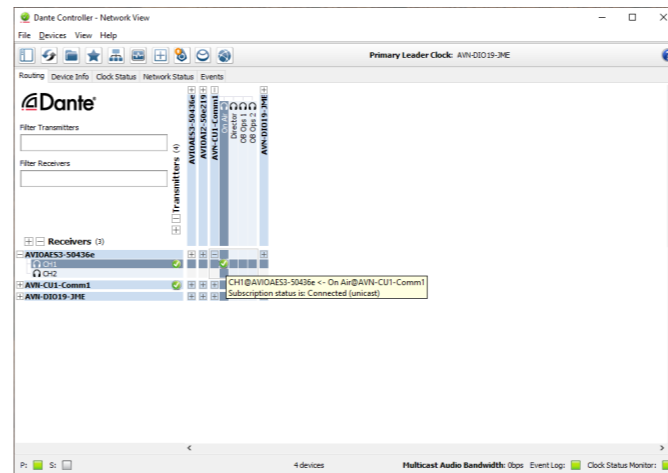 Dante Controller - Network View
File Devices View Help
Primary Leader Clock: AVN-DIO19-JME
Routing Device Info Clock Status Network Status Events
Dante
Filter Transmitters
Filter Receivers
Transmitters (4)
AVIOAES3-50436e
AVIOAI2-50e219
AVN-CU1-Comm1
On Air
Director
OB Ops 1
OB Ops 2
AVN-DIO19-JME
Receivers (3)
AVIOAES3-50436e
CH1
CH2
AVN-CU1-Comm1
AVN-DIO19-JME
CH1@AVIOAES3-50436e <- On Air@AVN-CU1-Comm1
Subscription status is: Connected (unicast)
P: S: 4 devices Multicast Audio Bandwidth: 0bps Event Log: Clock Status Monitor: